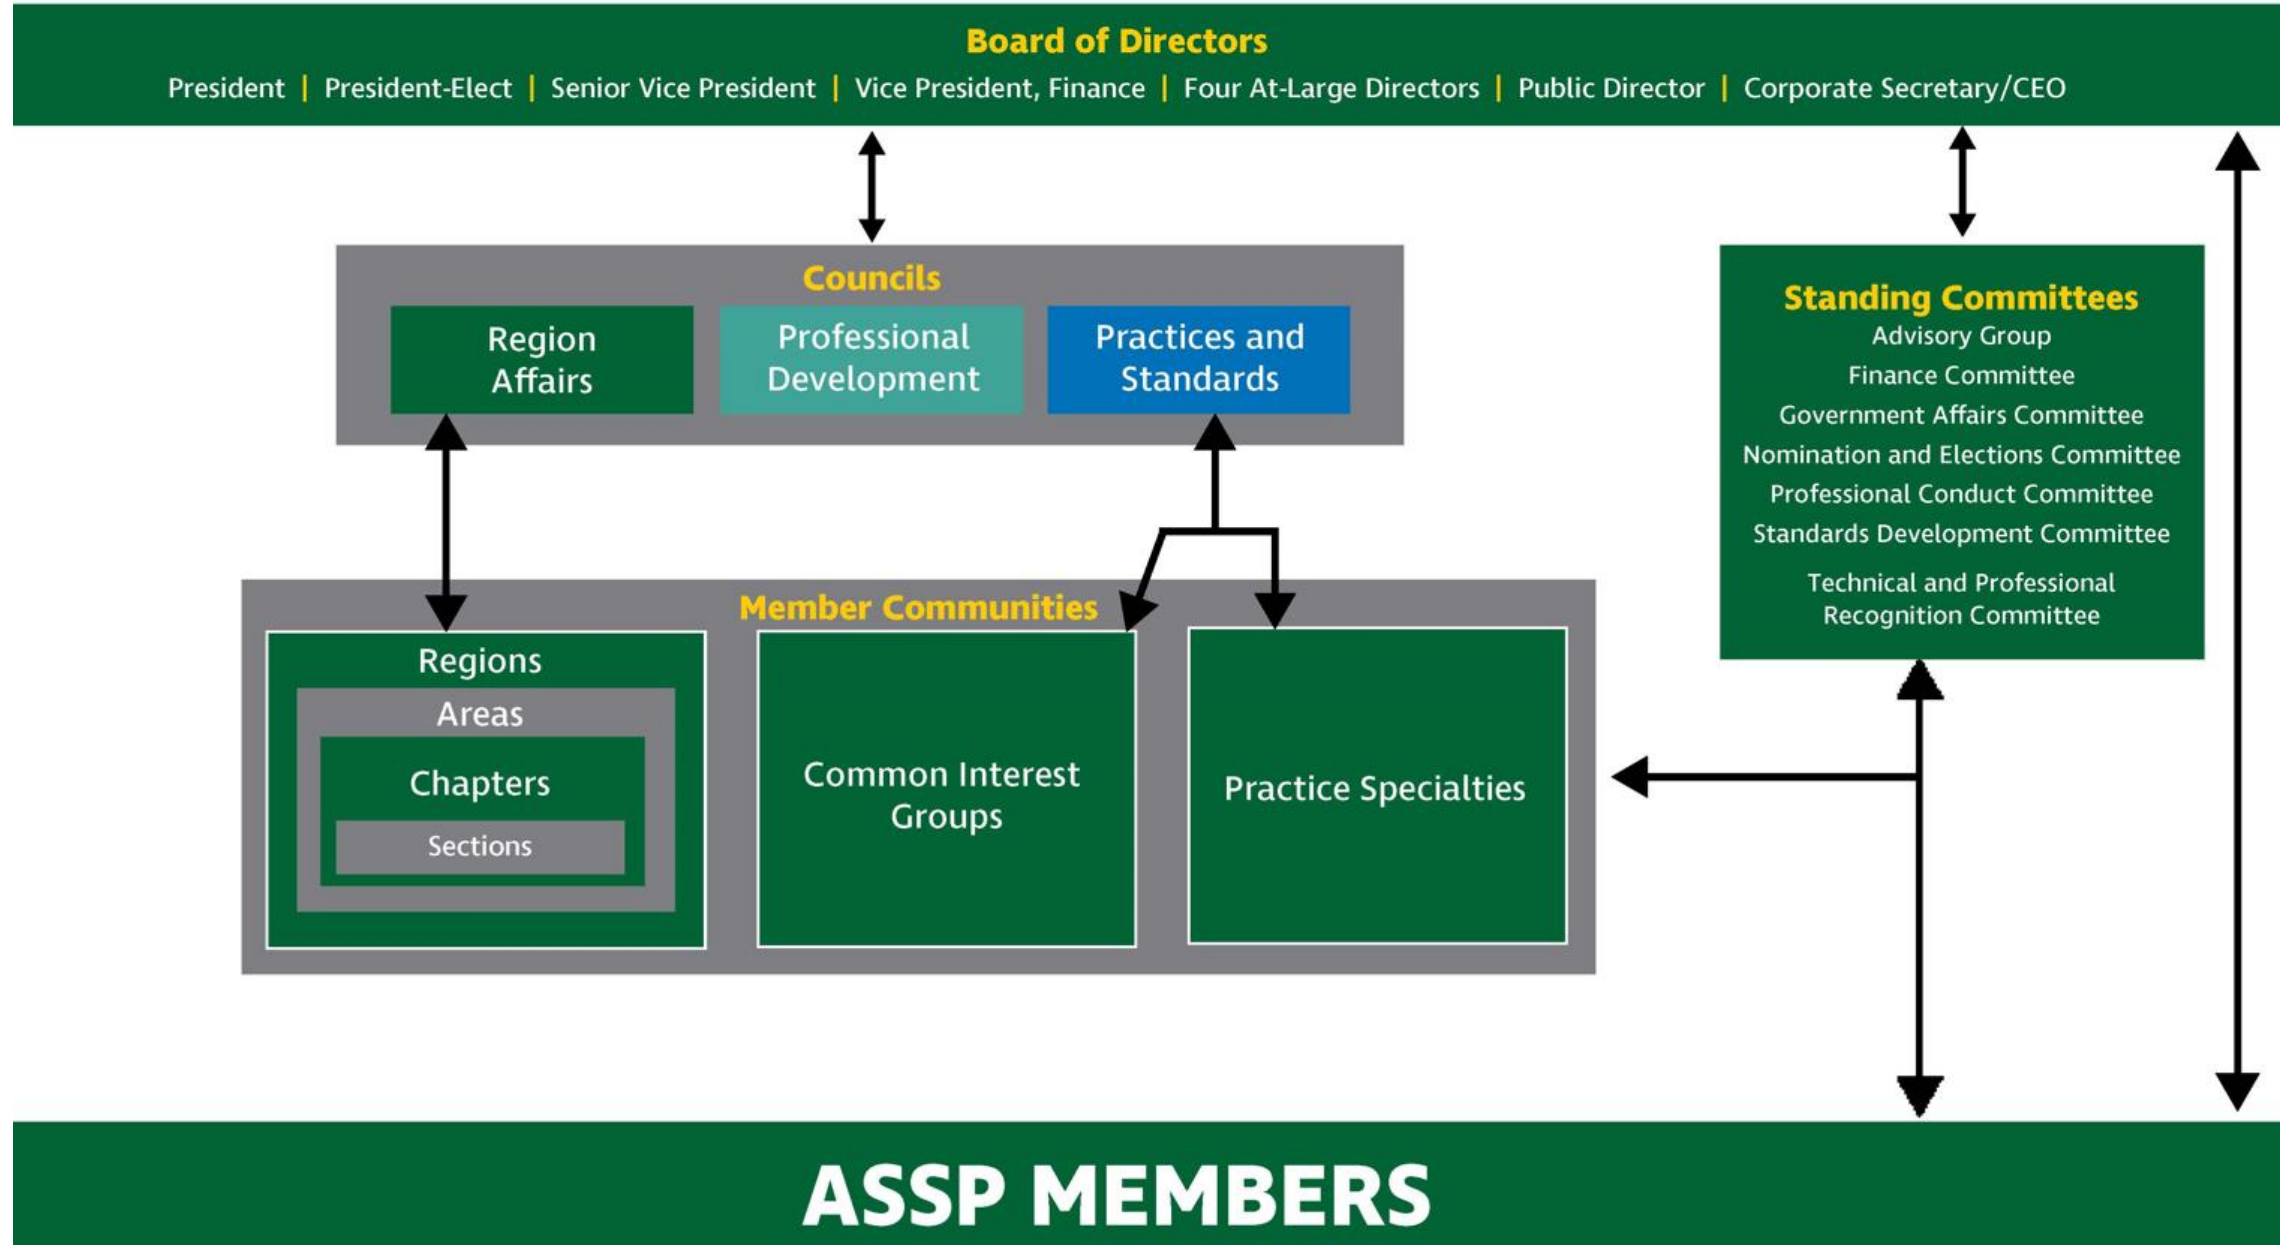 Board of Directors
President | President-Elect | Senior Vice President | Vice President, Finance | Four At-Large Directors | Public Director | Corporate Secretary/CEO
Councils
Region
Affairs
Professional
Development
Practices and
Standards
Standing Committees
Advisory Group
Finance Committee
Government Affairs Committee
Nomination and Elections Committee
Professional Conduct Committee
Standards Development Committee
Technical and Professional
Recognition Committee
Member Communities
Regions
Areas
Chapters
Sections
Common Interest
Groups
Practice Specialties
ASSP MEMBERS